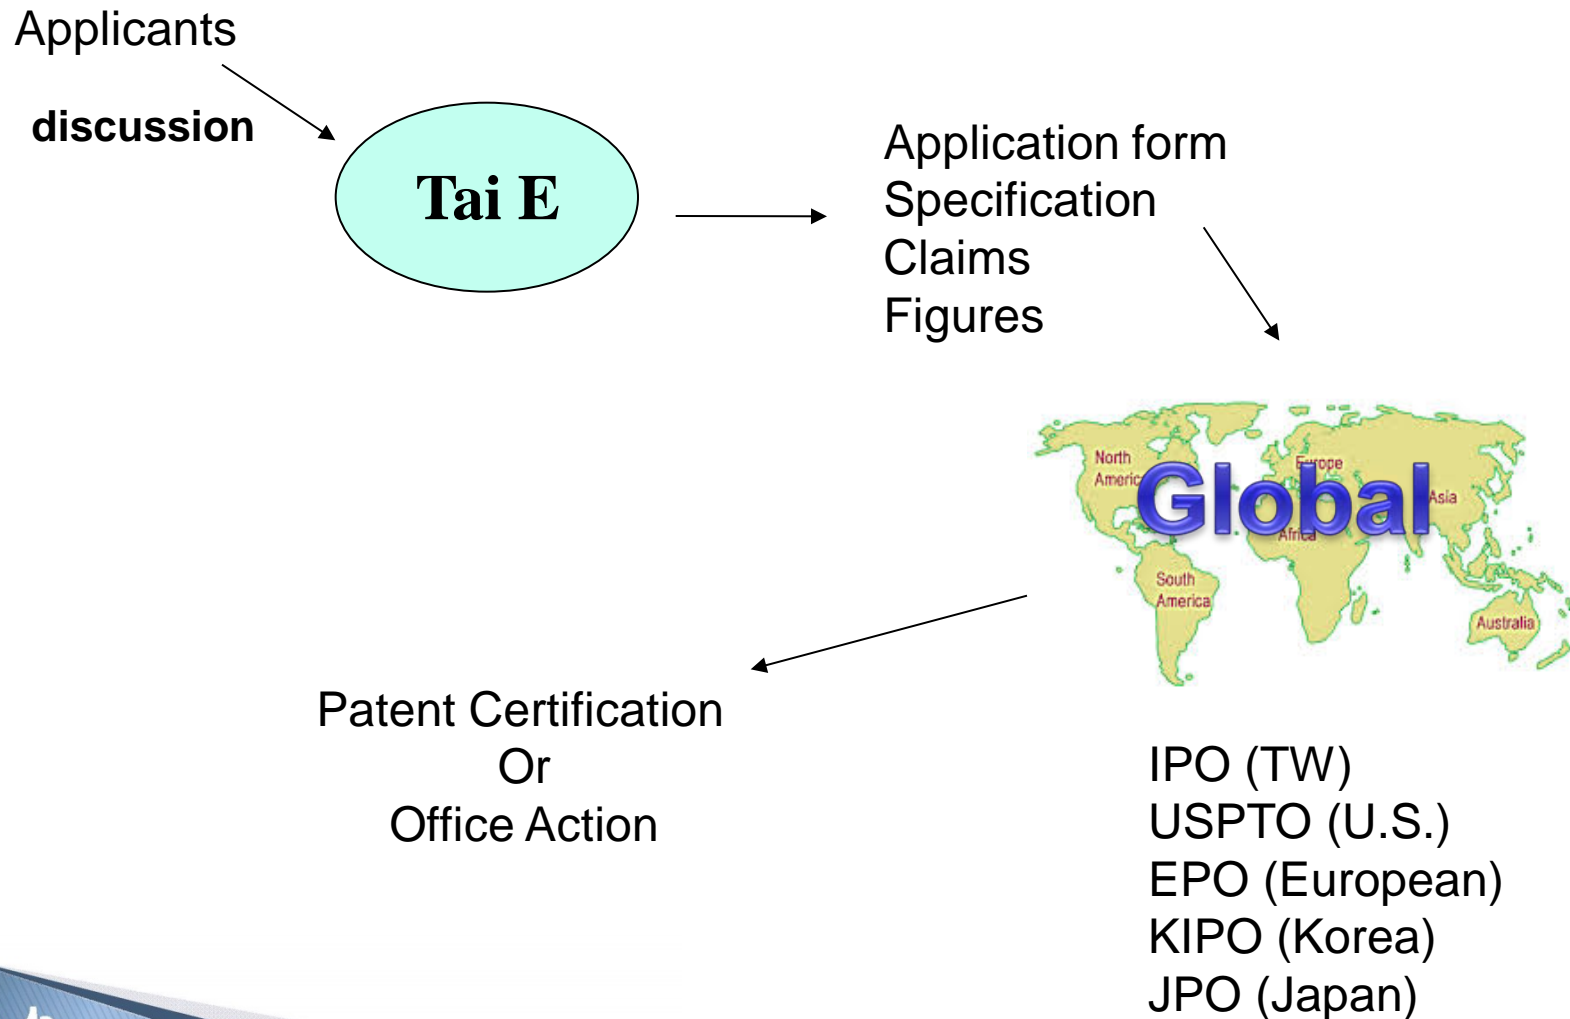 Applicants
discussion
Tai E
Application form
Specification
Claims
Figures
North
America
Europe
Asia
Global
Africa
South
America
Australia
Patent Certification
Or
Office Action
IPO (TW)
USPTO (U.S.)
EPO (European)
KIPO (Korea)
JPO (Japan)